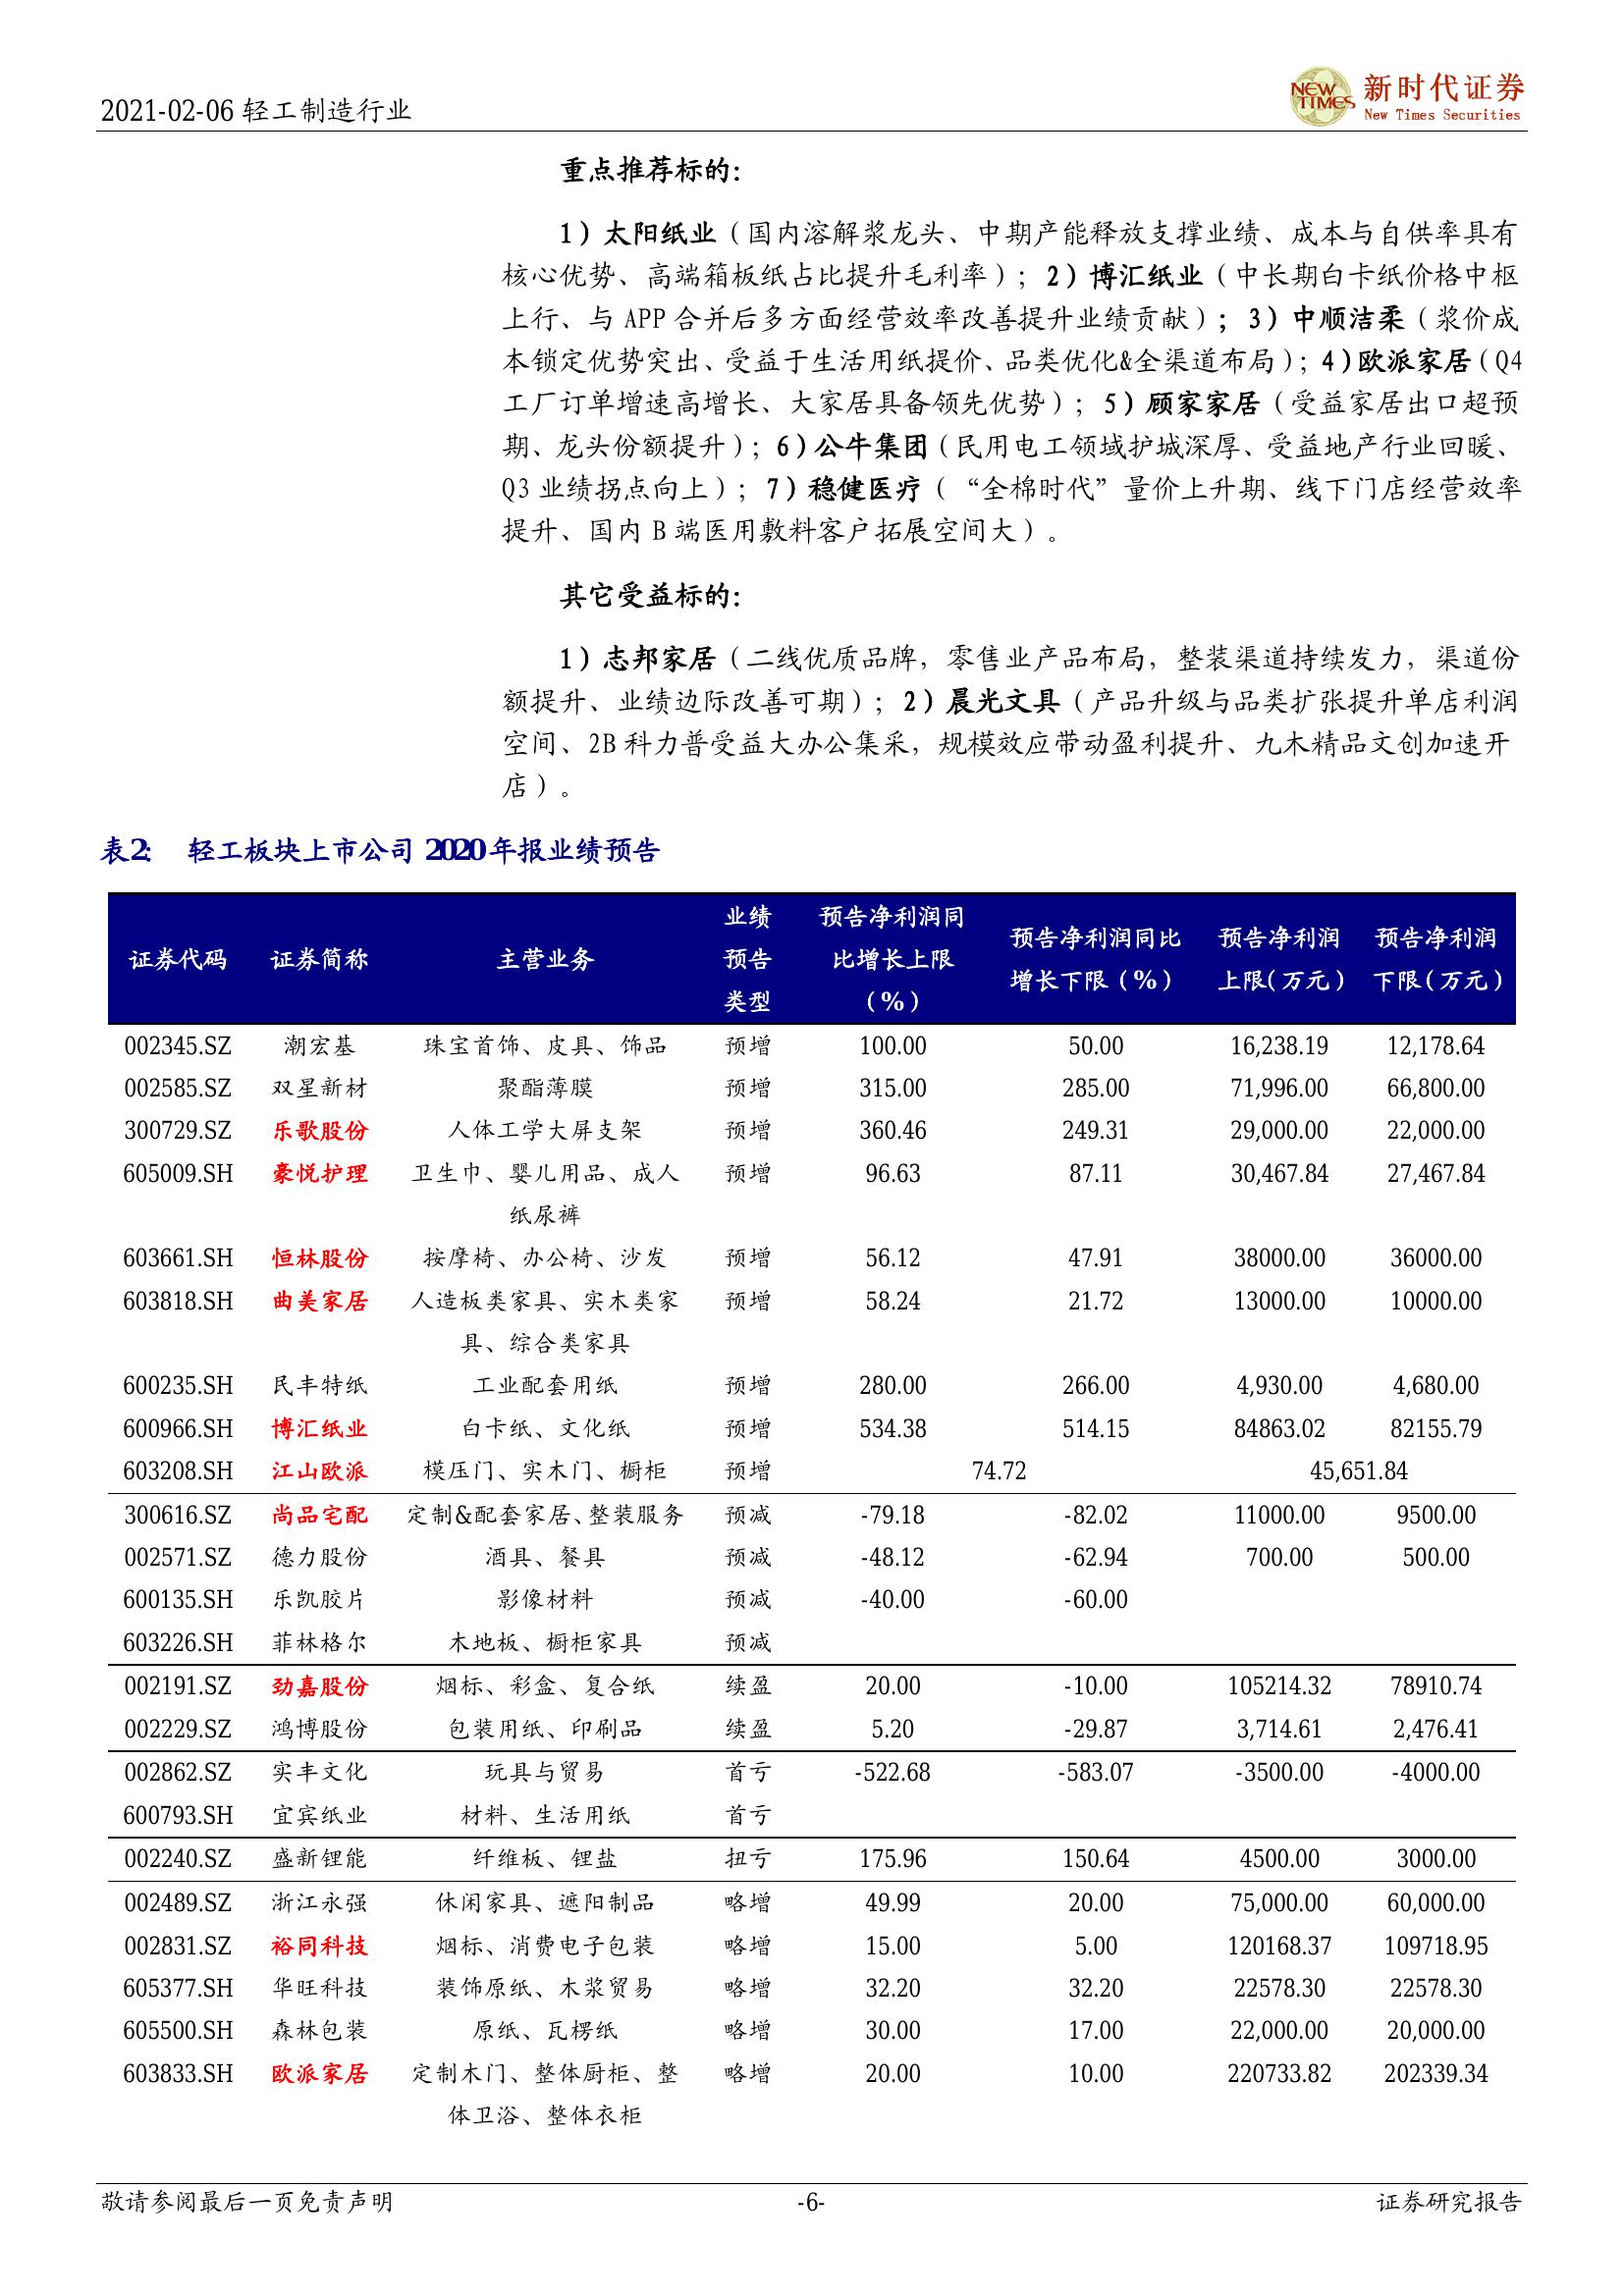 2021-02-06 轻工制造行业
NEW TIMES 新时代证券
New Times Securities
重点推荐标的：
1）太阳纸业（国内溶解浆龙头、中期产能释放支撑业绩、成本与自供率具有
核心优势、高端箱板纸占比提升毛利率）；2）博汇纸业（中长期白卡纸价格中枢
上行、与 APP 合并后多方面经营效率改善提升业绩贡献）；3）中顺洁柔（浆价成
本锁定优势突出、受益于生活用纸提价、品类优化&全渠道布局）；4）欧派家居（Q4
工厂订单增速高增长、大家居具备领先优势）；5）顾家家居（受益家居出口超预
期、龙头份额提升）；6）公牛集团（民用电工领域护城深厚、受益地产行业回暖、
Q3 业绩拐点向上）；7）稳健医疗（“全棉时代”量价上升期、线下门店经营效率
提升、国内 B 端医用敷料客户拓展空间大）。
其它受益标的：
1）志邦家居（二线优质品牌，零售业产品布局，整装渠道持续发力，渠道份
额提升、业绩边际改善可期）；2）晨光文具（产品升级与品类扩张提升单店利润
空间、2B 科力普受益大办公集采，规模效应带动盈利提升、九木精品文创加速开
店）。
表2： 轻工板块上市公司 2020 年报业绩预告
证券代码 证券简称 主营业务 业绩预告类型 预告净利润同比增长上限（%） 预告净利润同比增长下限（%） 预告净利润上限（万元） 预告净利润下限（万元）
002345.SZ 潮宏基 珠宝首饰、皮具、饰品 预增 100.00 50.00 16,238.19 12,178.64
002585.SZ 双星新材 聚酯薄膜 预增 315.00 285.00 71,996.00 66,800.00
300729.SZ 乐歌股份 人体工学大屏支架 预增 360.46 249.31 29,000.00 22,000.00
605009.SH 豪悦护理 卫生巾、婴儿用品、成人 预增 96.63 87.11 30,467.84 27,467.84
纸尿裤
603661.SH 恒林股份 按摩椅、办公椅、沙发 预增 56.12 47.91 38000.00 36000.00
603818.SH 曲美家居 人造板类家具、实木类家 预增 58.24 21.72 13000.00 10000.00
具、综合类家具
600235.SH 民丰特纸 工业配套用纸 预增 280.00 266.00 4,930.00 4,680.00
600966.SH 博汇纸业 白卡纸、文化纸 预增 534.38 514.15 84863.02 82155.79
603208.SH 江山欧派 模压门、实木门、橱柜 预增 74.72 45,651.84
300616.SZ 尚品宅配 定制&配套家居、整装服务 预减 -79.18 -82.02 11000.00 9500.00
002571.SZ 德力股份 酒具、餐具 预减 -48.12 -62.94 700.00 500.00
600135.SH 乐凯胶片 影像材料 预减 -40.00 -60.00
603226.SH 菲林格尔 木地板、橱柜家具 预减
002191.SZ 劲嘉股份 烟标、彩盒、复合纸 续盈 20.00 -10.00 105214.32 78910.74
002229.SZ 鸿博股份 包装用纸、印刷品 续盈 5.20 -29.87 3,714.61 2,476.41
002862.SZ 实丰文化 玩具与贸易 首亏 -522.68 -583.07 -3500.00 -4000.00
600793.SH 宜宾纸业 材料、生活用纸 首亏
002240.SZ 盛新锂能 纤维板、锂盐 扭亏 175.96 150.64 4500.00 3000.00
002489.SZ 浙江永强 休闲家具、遮阳制品 略增 49.99 20.00 75,000.00 60,000.00
002831.SZ 裕同科技 烟标、消费电子包装 略增 15.00 5.00 120168.37 109718.95
605377.SH 华旺科技 装饰原纸、木浆贸易 略增 32.20 32.20 22578.30 22578.30
605500.SH 森林包装 原纸、瓦楞纸 略增 30.00 17.00 22,000.00 20,000.00
603833.SH 欧派家居 定制木门、整体厨柜、整 略增 20.00 10.00 220733.82 202339.34
体卫浴、整体衣柜
敬请参阅最后一页免责声明 -6- 证券研究报告